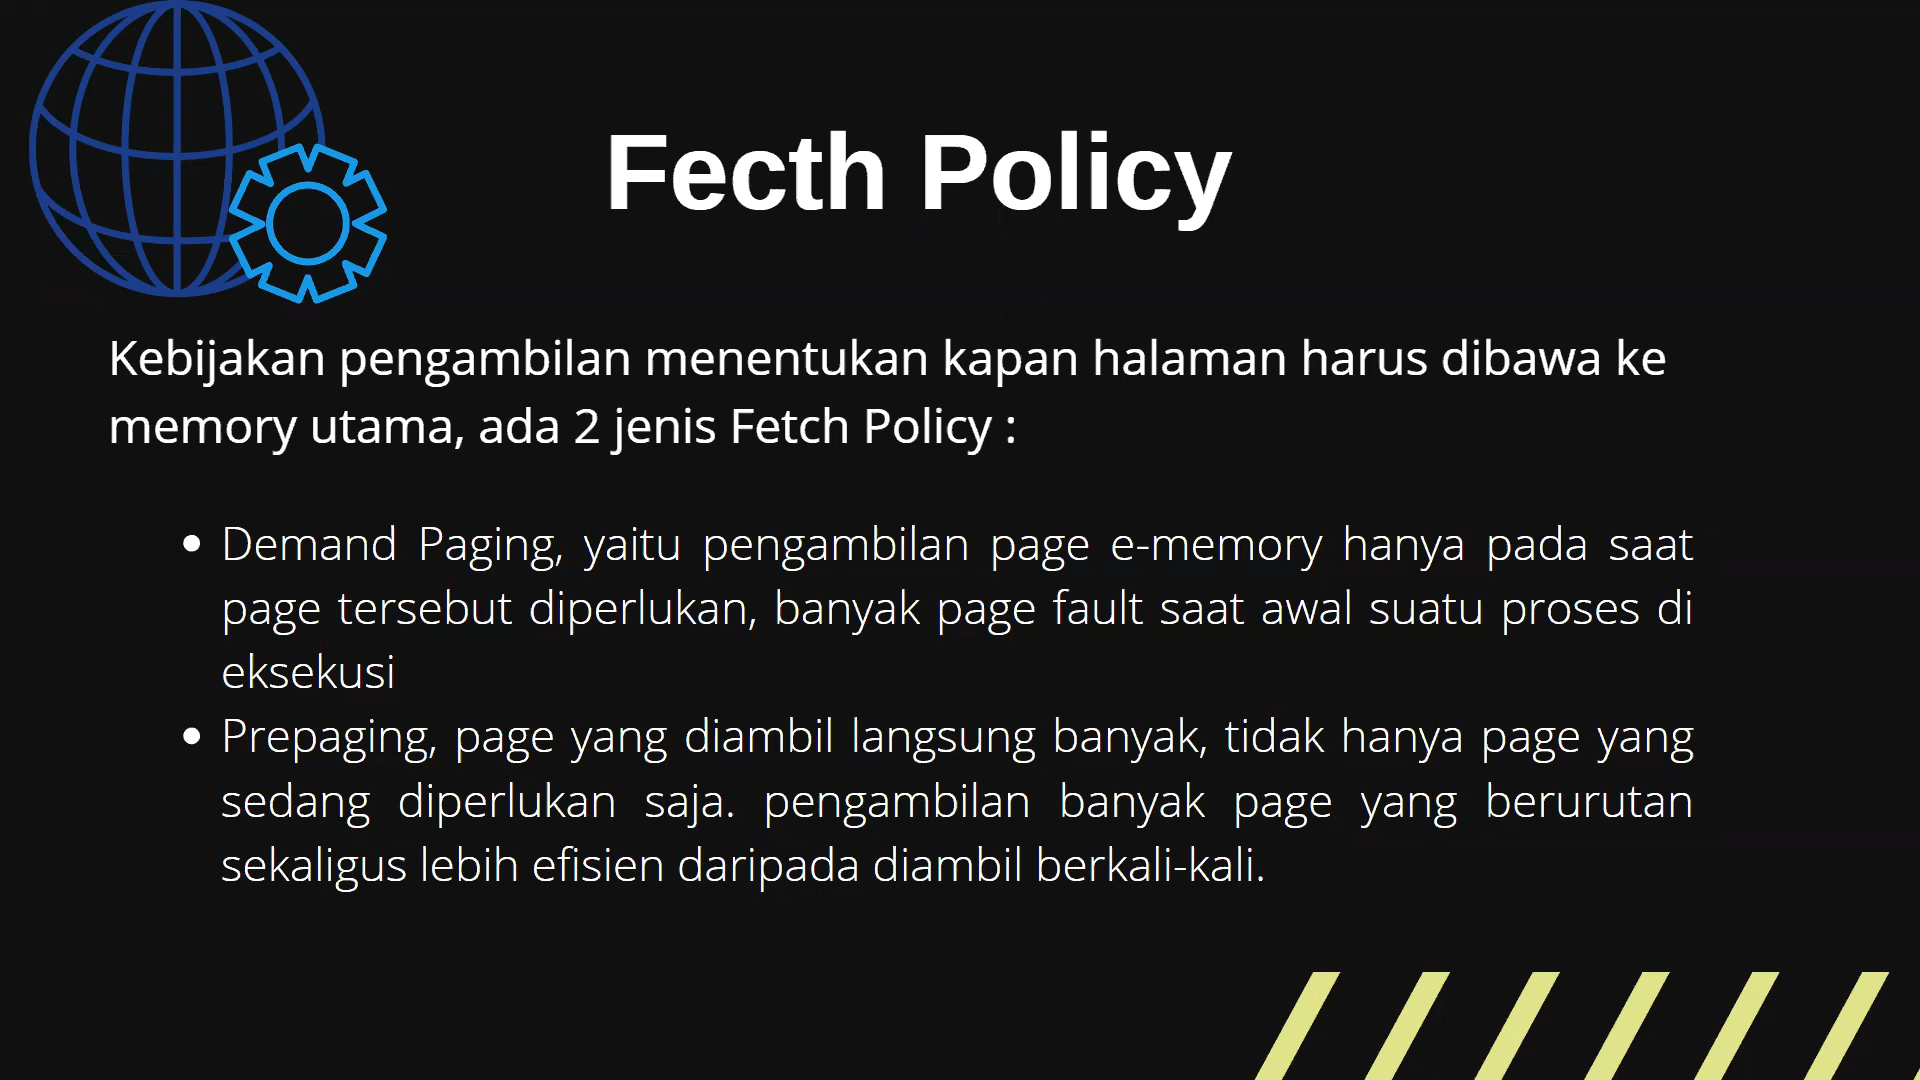 Fecth Policy
Kebijakan pengambilan menentukan kapan halaman harus dibawa ke
memory utama, ada 2 jenis Fetch Policy :
• Demand Paging, yaitu pengambilan page e-memory hanya pada saat
page tersebut diperlukan, banyak page fault saat awal suatu proses di
eksekusi
• Prepaging, page yang diambil langsung banyak, tidak hanya page yang
sedang diperlukan saja. pengambilan banyak page yang berurutan
sekaligus lebih efisien daripada diambil berkali-kali.